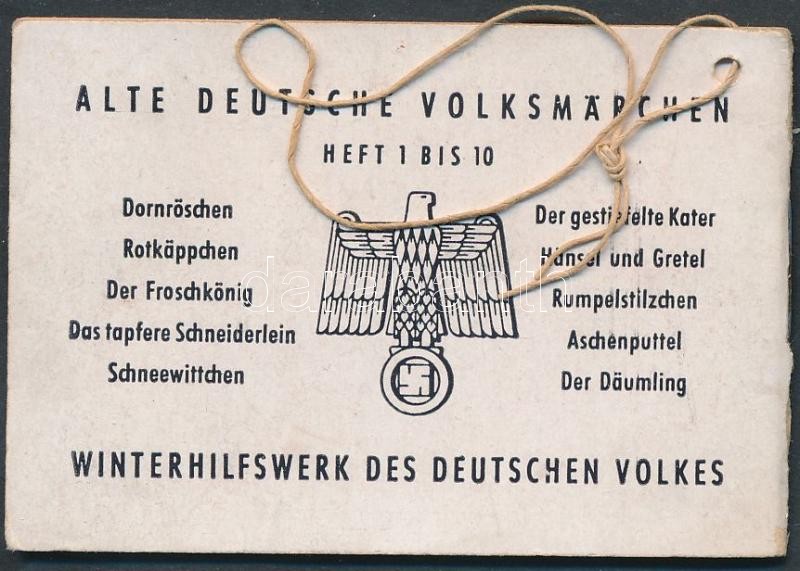 ALTE DEUTSCHE VOLKSMÄRCHEN
HEFT 1 BIS 10
Dornröschen
Rotkäppchen
Der Froschkönig
Das tapfere Schneiderlein
Schneewittchen
Der gestiefelte Kater
Hänsel und Gretel
Rumpelstilzchen
Aschenputtel
Der Däumling
darabanth
WINTERHILFSWERK DES DEUTSCHEN VOLKES